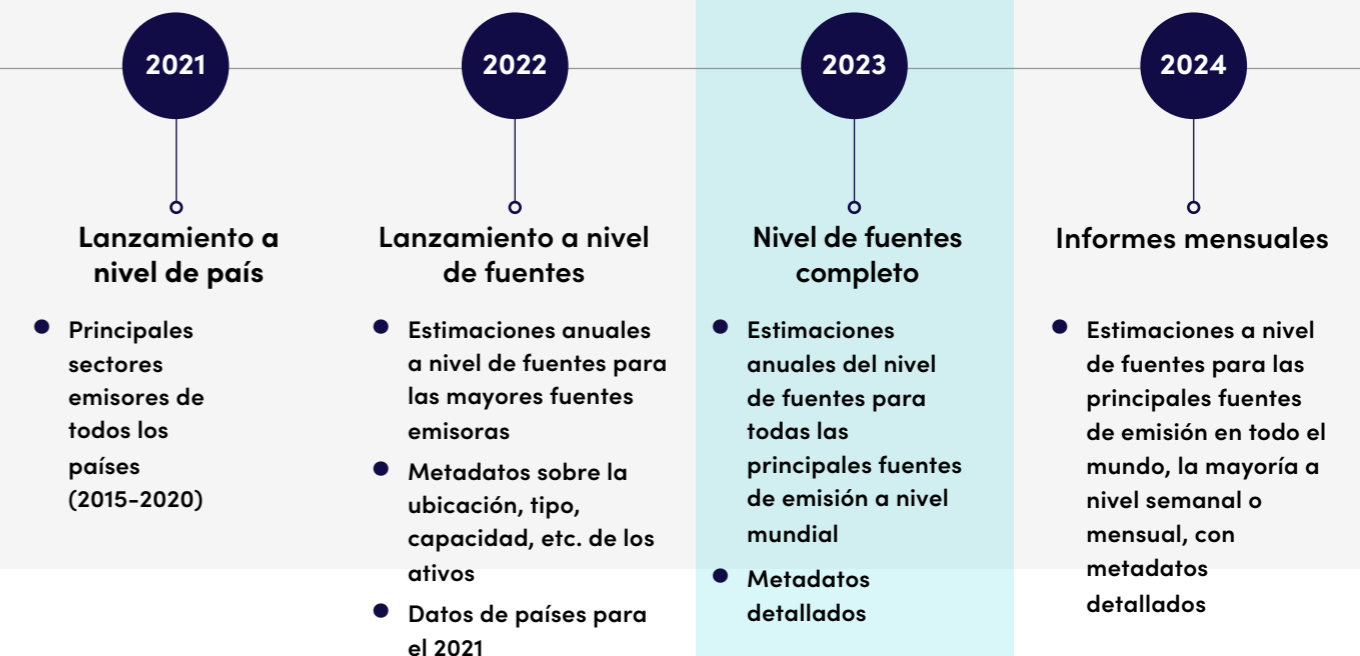 2021
Lanzamiento a
nivel de país
Principales
sectores
emisores de
todos los
países
(2015-2020)
2022
Lanzamiento a nivel
de fuentes
Estimaciones anuales
a nivel de fuentes para
las mayores fuentes
emisoras
Metadatos sobre la
ubicación, tipo,
capacidad, etc. de los
ativos
Datos de países para
el 2021
2023
Nivel de fuentes
completo
Estimaciones
anuales del nivel
de fuentes para
todas las
principales fuentes
de emisión a nivel
mundial
Metadatos
detallados
2024
Informes mensuales
Estimaciones a nivel
de fuentes para las
principales fuentes
de emisión en todo el
mundo, la mayoría a
nivel semanal o
mensual, con
metadatos
detallados